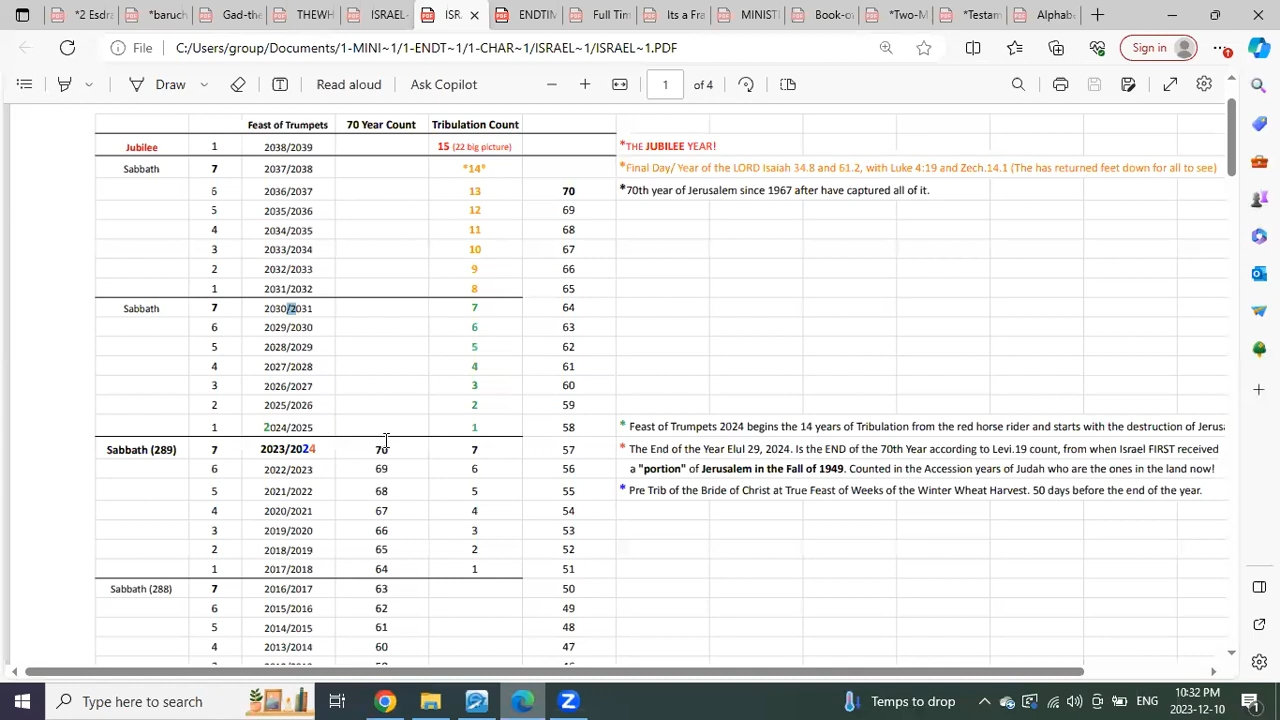 *2 Esdra
*baruch
Gad-the
THEWH
ISRAEL-
ISR
ENDTIM
Full Tim
Its a Fra
MINIST
Book-o
*Two-M
*Testam
Alphab
File
C:/Users/group/Documents/1-MINI~1/1-ENDT~1/1-CHAR~1/ISRAEL~1/ISRAEL~1.PDF
Sign in
Draw
Read aloud
Ask Copilot
1 of 4
Feast of Trumpets 70 Year Count Tribulation Count
Jubilee 1 2038/2039 15 (22 big picture) *THE JUBILEE YEAR!
Sabbath 7 2037/2038 *14* *Final Day/ Year of the LORD Isaiah 34.8 and 61.2, with Luke 4:19 and Zech.14.1 (The has returned feet down for all to see)
6 2036/2037 13 70 *70th year of Jerusalem since 1967 after have captured all of it.
5 2035/2036 12 69
4 2034/2035 11 68
3 2033/2034 10 67
2 2032/2033 9 66
1 2031/2032 8 65
Sabbath 7 2030/2031 7 64
6 2029/2030 6 63
5 2028/2029 5 62
4 2027/2028 4 61
3 2026/2027 3 60
2 2025/2026 2 59
1 2024/2025 1 58 * Feast of Trumpets 2024 begins the 14 years of Tribulation from the red horse rider and starts with the destruction of Jerusa
Sabbath (289) 7 2023/2024 70 7 57 * The End of the Year Elul 29, 2024. Is the END of the 70th Year according to Levi.19 count, from when Israel FIRST received
6 2022/2023 69 6 56 a "portion" of Jerusalem in the Fall of 1949. Counted in the Accession years of Judah who are the ones in the land now!
5 2021/2022 68 5 55 * Pre Trib of the Bride of Christ at True Feast of Weeks of the Winter Wheat Harvest. 50 days before the end of the year.
4 2020/2021 67 4 54
3 2019/2020 66 3 53
2 2018/2019 65 2 52
1 2017/2018 64 1 51
Sabbath (288) 7 2016/2017 63 50
6 2015/2016 62 49
5 2014/2015 61 48
4 2013/2014 60 47
Type here to search
Temps to drop
ENG
10:32 PM
2023-12-10
1